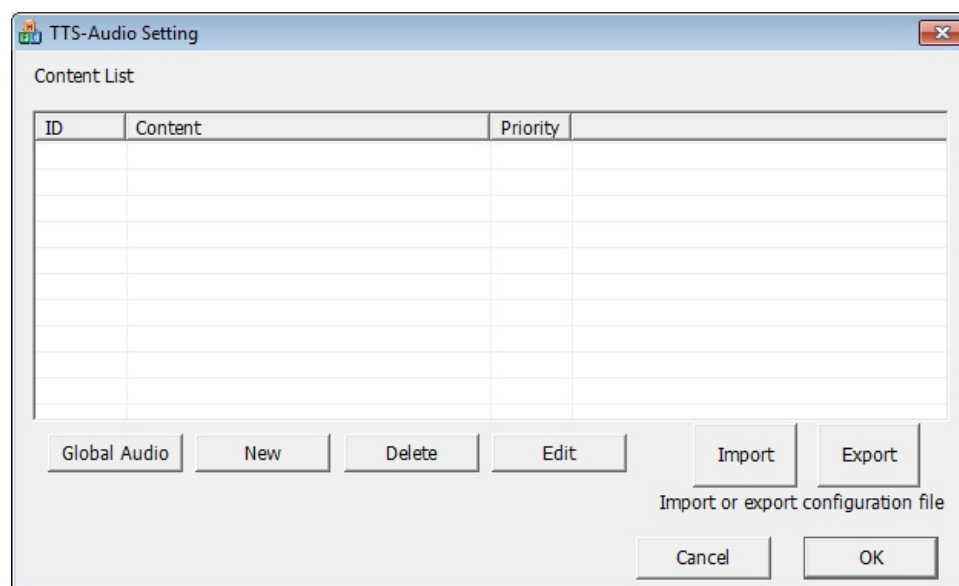 TTS-Audio Setting
Content List
ID Content Priority
Global Audio New Delete Edit Import Export
Import or export configuration file
Cancel OK